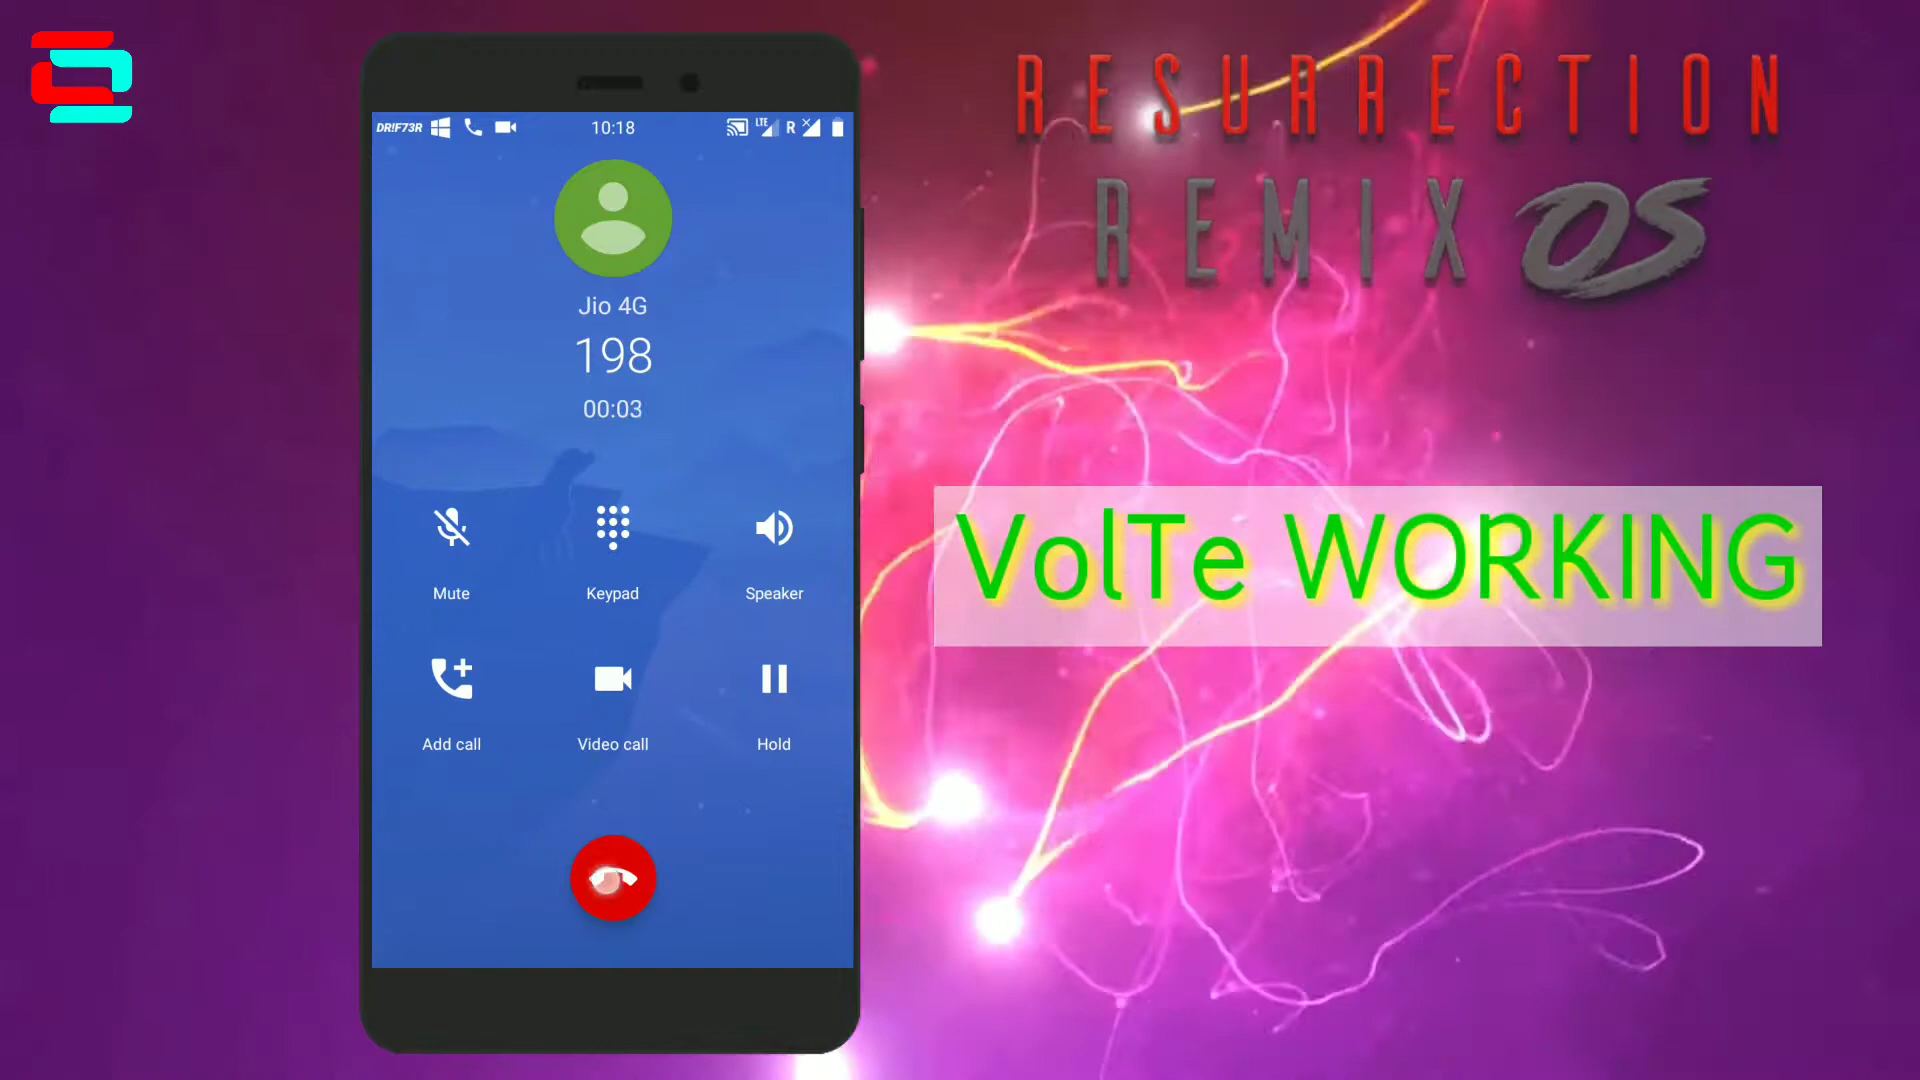 RESURRECTION
REMIX OS
DR!F73R 10:18 LTE R
Jio 4G
198
00:03
VolTe WORKING
Mute Keypad Speaker
Add call Video call Hold